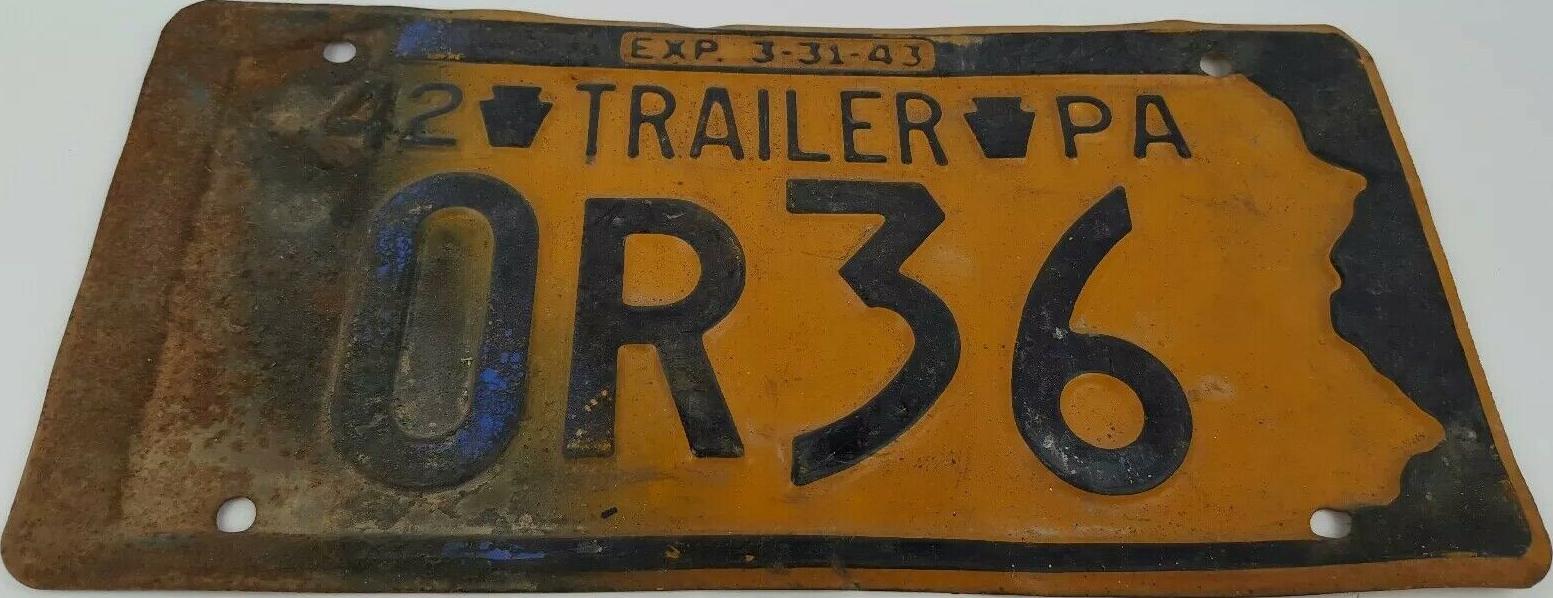 EXP. 3-31-43
42 TRAILER PA
0R36